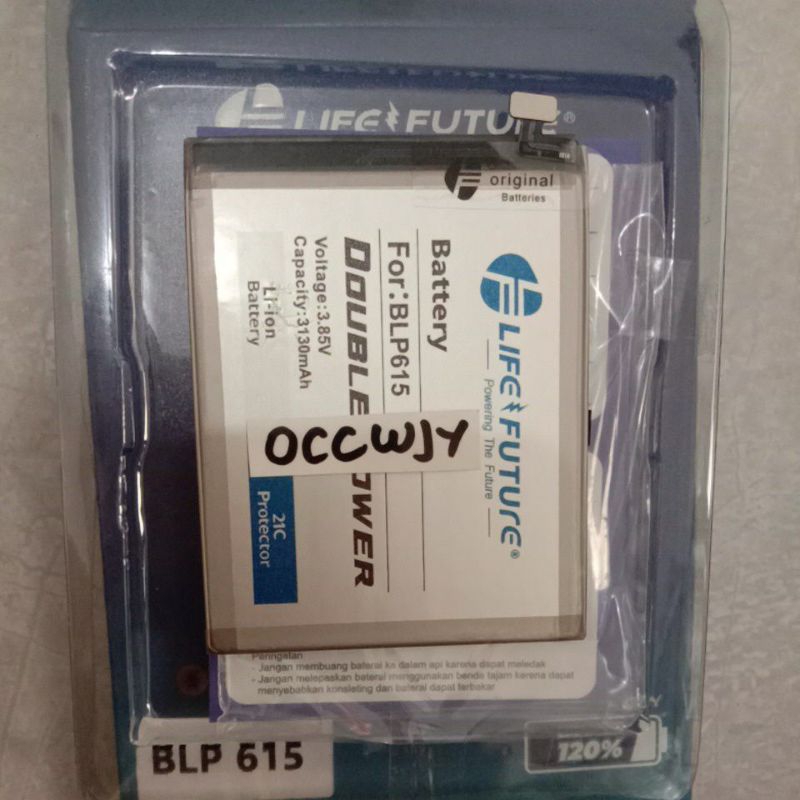 LIFE FUTURE®
original
Batteries
LIFE FUTURE®
Powering The Future
Battery
For:BLP615
DOUBLE POWER
Voltage:3.85V
Capacity:3130mAh
Li-ion
Battery
21C
Protector
OCCWJY
Peringatan
- Jangan membuang baterai ke dalam api karena dapat meledak
- Jangan melepaskan baterai menggunakan benda tajam karena dapat
menyebabkan konsleting dan baterai dapat terbakar
BLP 615
120%